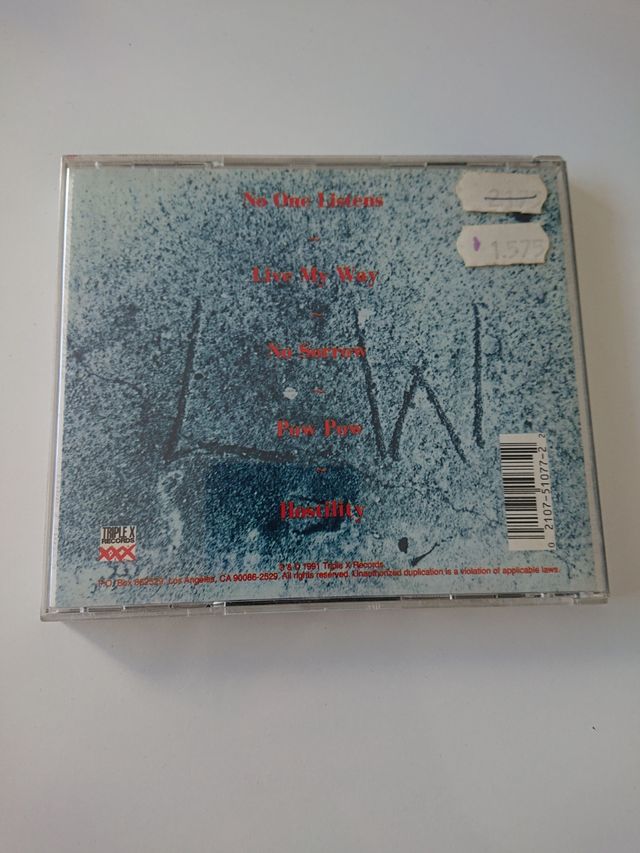 No One Listens
~
Live My Way
~
No Sorrow
~
Pow Pow
~
Hostility
1.575
TRIPLE X
RECORDS
XXX
0 2107-51077-2 2
© 1991 Triple X Records
P.O. Box 862529, Los Angeles, CA 90086-2529. All rights reserved. Unauthorized duplication is a violation of applicable laws.